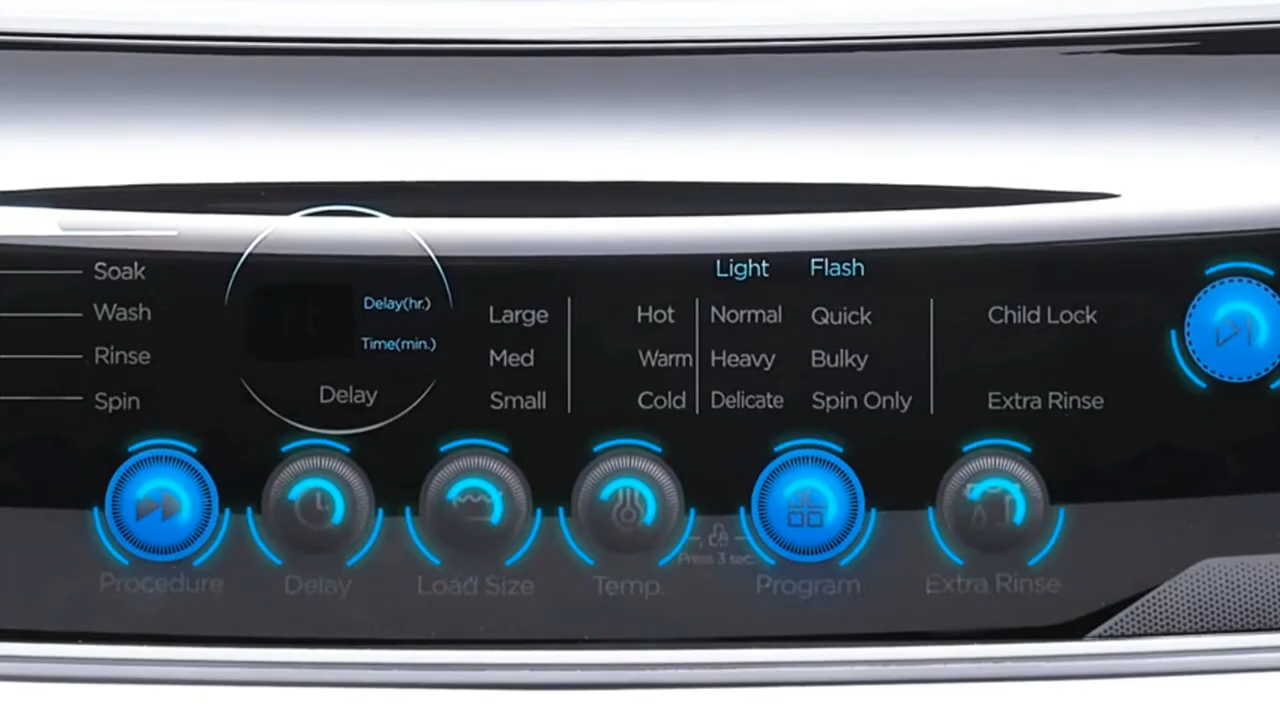 Soak
Wash
Rinse
Spin
Delay(hr.)
Time(min.)
Delay
Large
Med
Small
Hot
Warm
Cold
Light Flash
Normal Quick
Heavy Bulky
Delicate Spin Only
Child Lock
Extra Rinse
Press 3 sec.
Procedure
Delay
Load Size
Temp.
Program
Extra Rinse